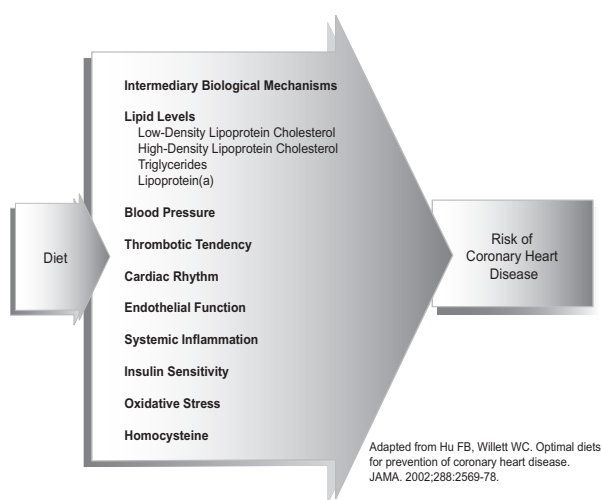 Diet
Intermediary Biological Mechanisms
Lipid Levels
Low-Density Lipoprotein Cholesterol
High-Density Lipoprotein Cholesterol
Triglycerides
Lipoprotein(a)
Blood Pressure
Thrombotic Tendency
Cardiac Rhythm
Endothelial Function
Systemic Inflammation
Insulin Sensitivity
Oxidative Stress
Homocysteine
Risk of
Coronary Heart
Disease
Adapted from Hu FB, Willett WC. Optimal diets
for prevention of coronary heart disease.
JAMA. 2002;288:2569-78.